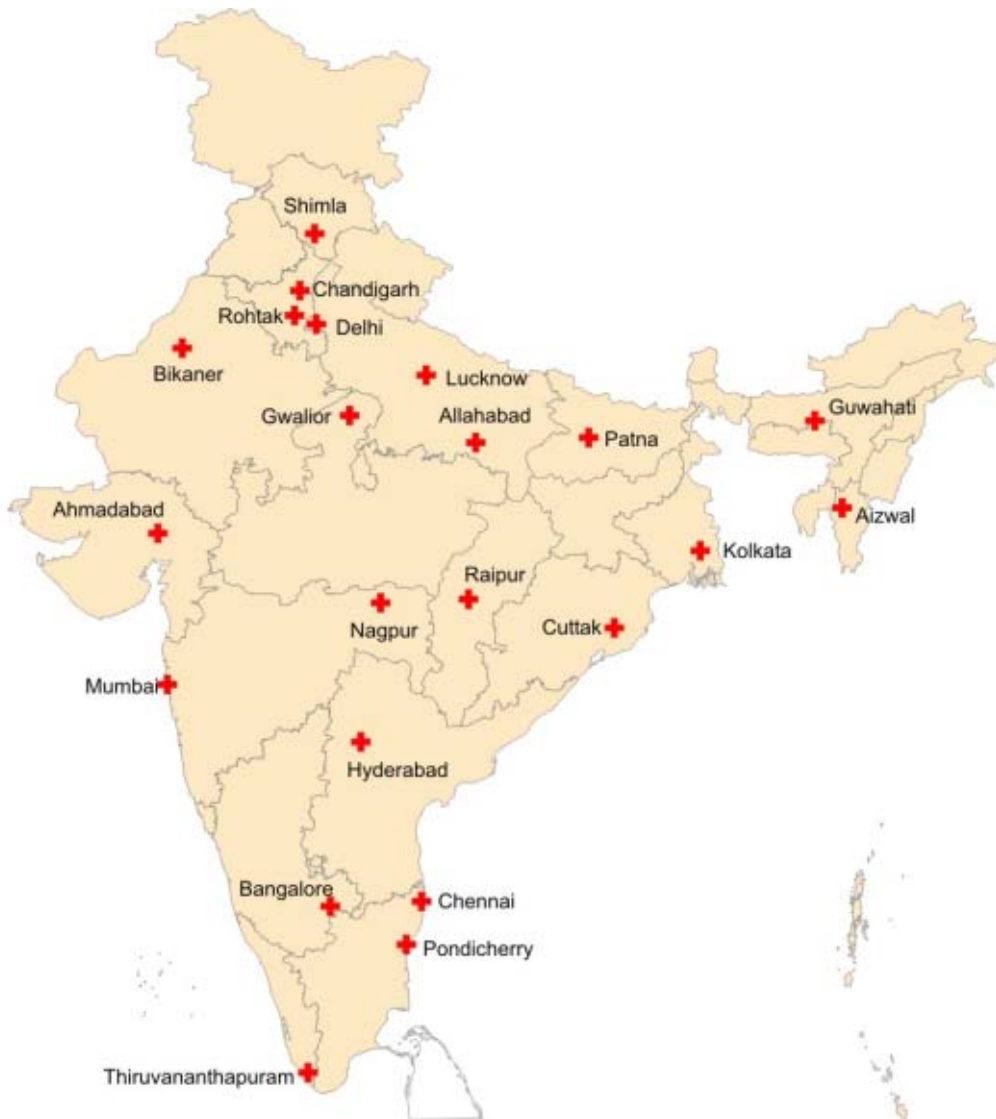 Shimla
Chandigarh
Rohtak
Delhi
Bikaner
Lucknow
Gwalior
Allahabad
Patna
Guwahati
Ahmadabad
Aizwal
Kolkata
Raipur
Nagpur
Cuttak
Mumbai
Hyderabad
Bangalore
Chennai
Pondicherry
Thiruvananthapuram